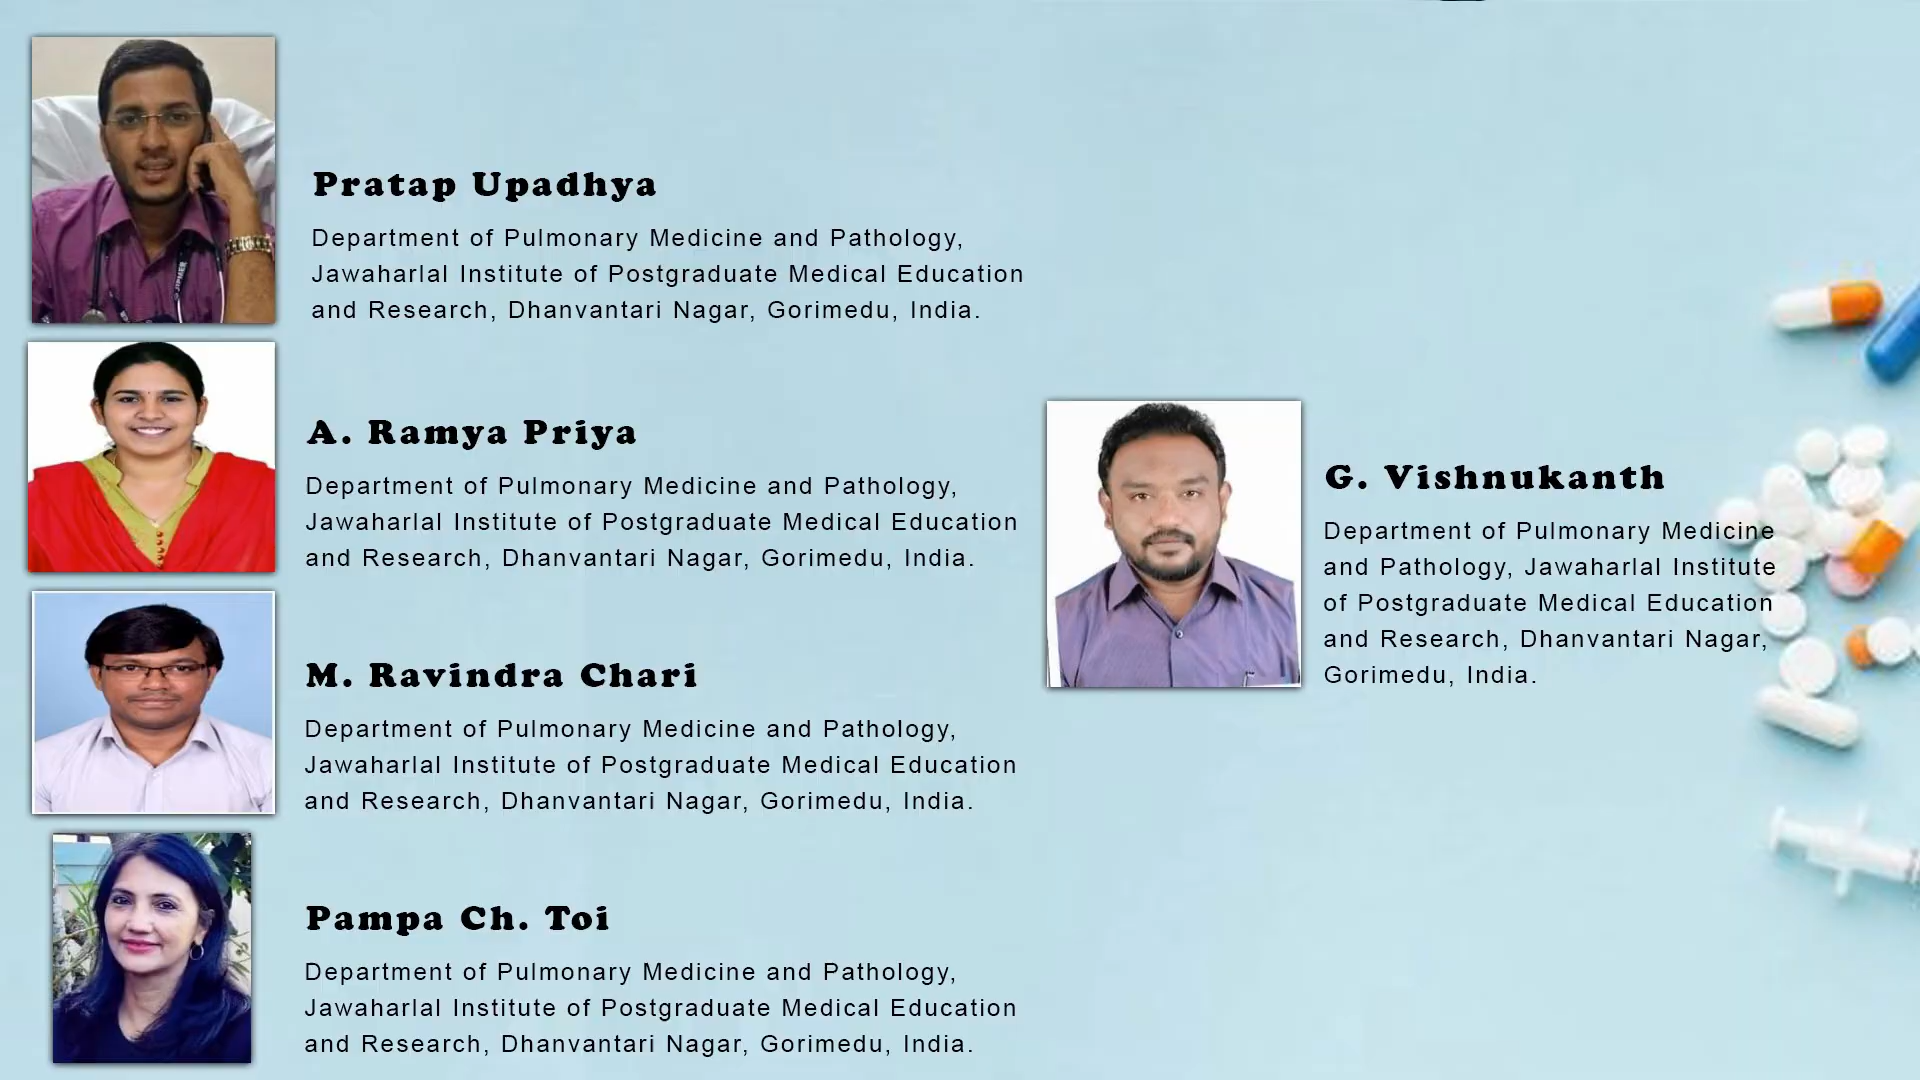 Pratap Upadhya
Department of Pulmonary Medicine and Pathology,
Jawaharlal Institute of Postgraduate Medical Education
and Research, Dhanvantari Nagar, Gorimedu, India.
A. Ramya Priya
Department of Pulmonary Medicine and Pathology,
Jawaharlal Institute of Postgraduate Medical Education
and Research, Dhanvantari Nagar, Gorimedu, India.
M. Ravindra Chari
Department of Pulmonary Medicine and Pathology,
Jawaharlal Institute of Postgraduate Medical Education
and Research, Dhanvantari Nagar, Gorimedu, India.
Pampa Ch. Toi
Department of Pulmonary Medicine and Pathology,
Jawaharlal Institute of Postgraduate Medical Education
and Research, Dhanvantari Nagar, Gorimedu, India.
G. Vishnukanth
Department of Pulmonary Medicine
and Pathology, Jawaharlal Institute
of Postgraduate Medical Education
and Research, Dhanvantari Nagar,
Gorimedu, India.
JIPMER